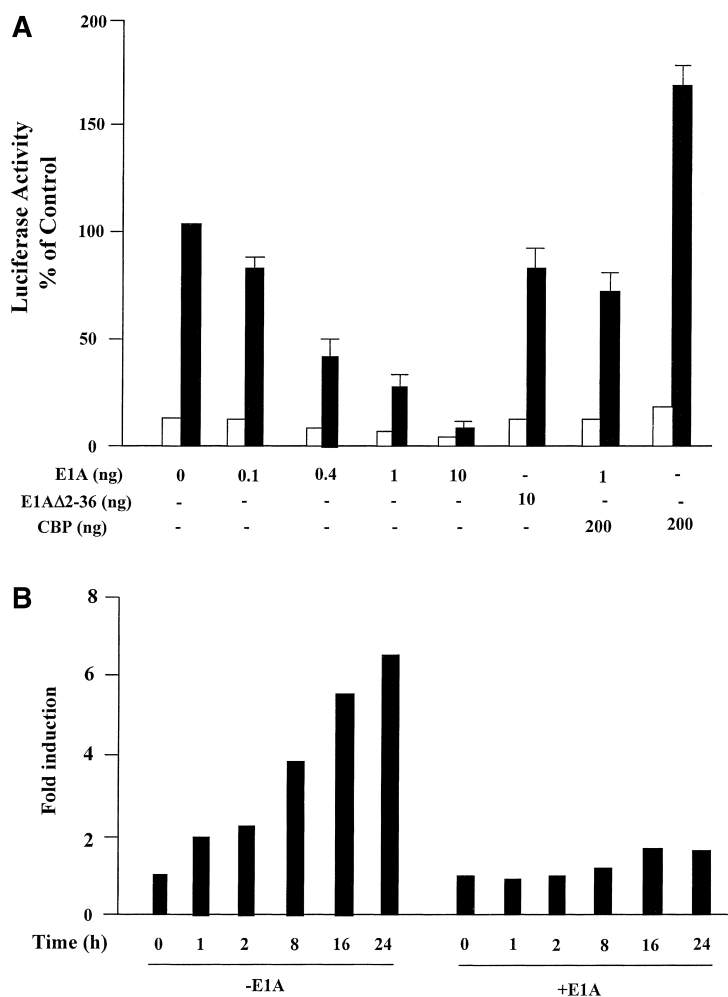 A
Luciferase Activity
% of Control
200
150
100
50
0
E1A (ng) 0 0.1 0.4 1 10 - 1 -
E1AΔ2-36 (ng) - - - - - 10 - -
CBP (ng) - - - - - - 200 200
B
Fold induction
8
6
4
2
0
Time (h) 0 1 2 8 16 24 0 1 2 8 16 24
-E1A +E1A